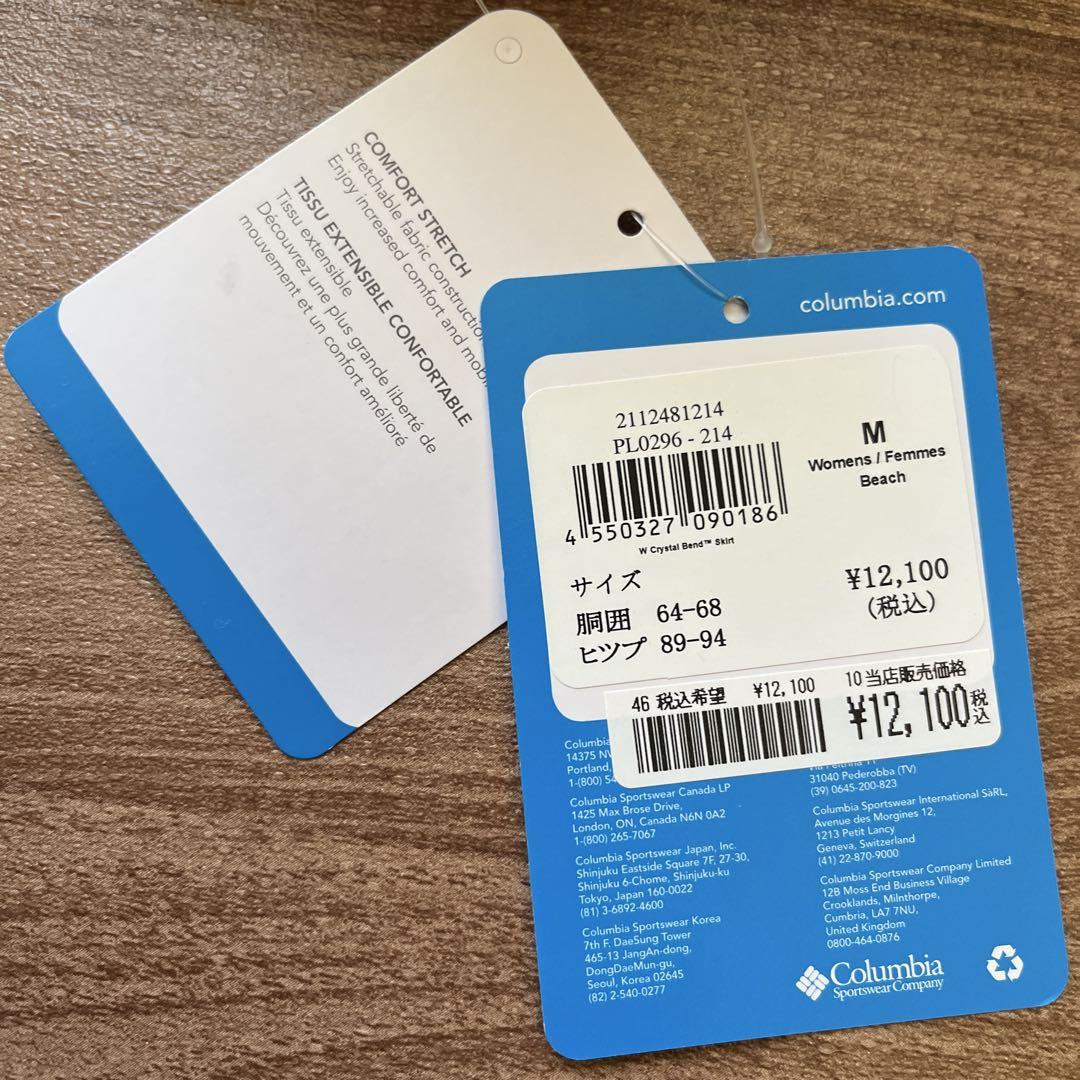 COMFORT STRETCH
Stretchable fabric
Enjoy increased comfort and
TISSU EXTENSIBLE CONFORTABLE
Tissu extensible
Découvrez une plus grande liberté de
mouvement et un confort amélioré
columbia.com
2112481214
PL0296 - 214
4 550327 090186
W Crystal Bend™ Skirt
M
Womens / Femmes
Beach
サイズ
胴囲 64-68
ヒップ 89-94
¥12,100
(税込)
46 税込希望 ¥12,100
10 当店販売価格
¥12,100税込
Columbia
14375
Portland,
1-(800)
Columbia Sportswear Canada LP
1425 Max Brose Drive,
London, ON, Canada N6N 0A2
1-(800) 265-7067
Columbia Sportswear Japan, Inc.
Shinjuku Eastside Square 7F, 27-30,
Shinjuku 6-Chome, Shinjuku-ku
Tokyo, Japan 160-0022
(81) 3-6892-4600
Columbia Sportswear Korea
7th F. DaeSung Tower
465-13 JangAn-dong,
DongDaeMun-gu,
Seoul, Korea 02645
(82) 2-540-0277
31040 Pederobba (TV)
(39) 0645-200-823
Columbia Sportswear International SàRL,
Avenue des Morgines 12,
1213 Petit Lancy
Geneva, Switzerland
(41) 22-870-9000
Columbia Sportswear Company Limited
12B Moss End Business Village
Crooklands, Milnthorpe,
Cumbria, LA7 7NU,
United Kingdom
0800-464-0876
Columbia
Sportswear Company